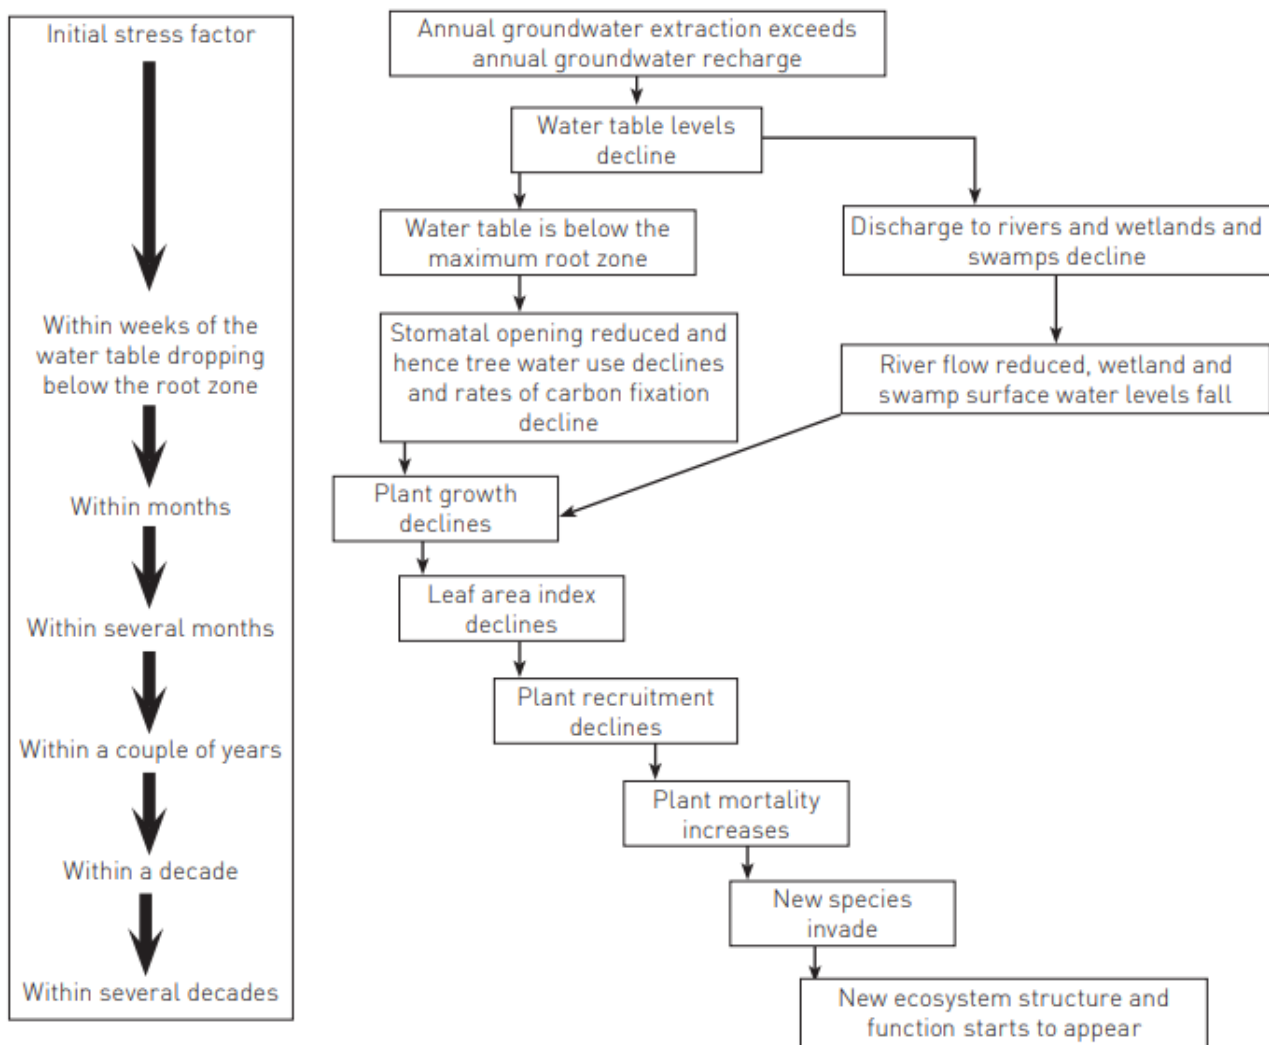 Initial stress factor
Within weeks of the
water table dropping
below the root zone
Within months
Within several months
Within a couple of years
Within a decade
Within several decades
Annual groundwater extraction exceeds
annual groundwater recharge
Water table levels
decline
Water table is below the
maximum root zone
Discharge to rivers and wetlands and
swamps decline
Stomatal opening reduced and
hence tree water use declines
and rates of carbon fixation
decline
River flow reduced, wetland and
swamp surface water levels fall
Plant growth
declines
Leaf area index
declines
Plant recruitment
declines
Plant mortality
increases
New species
invade
New ecosystem structure and
function starts to appear